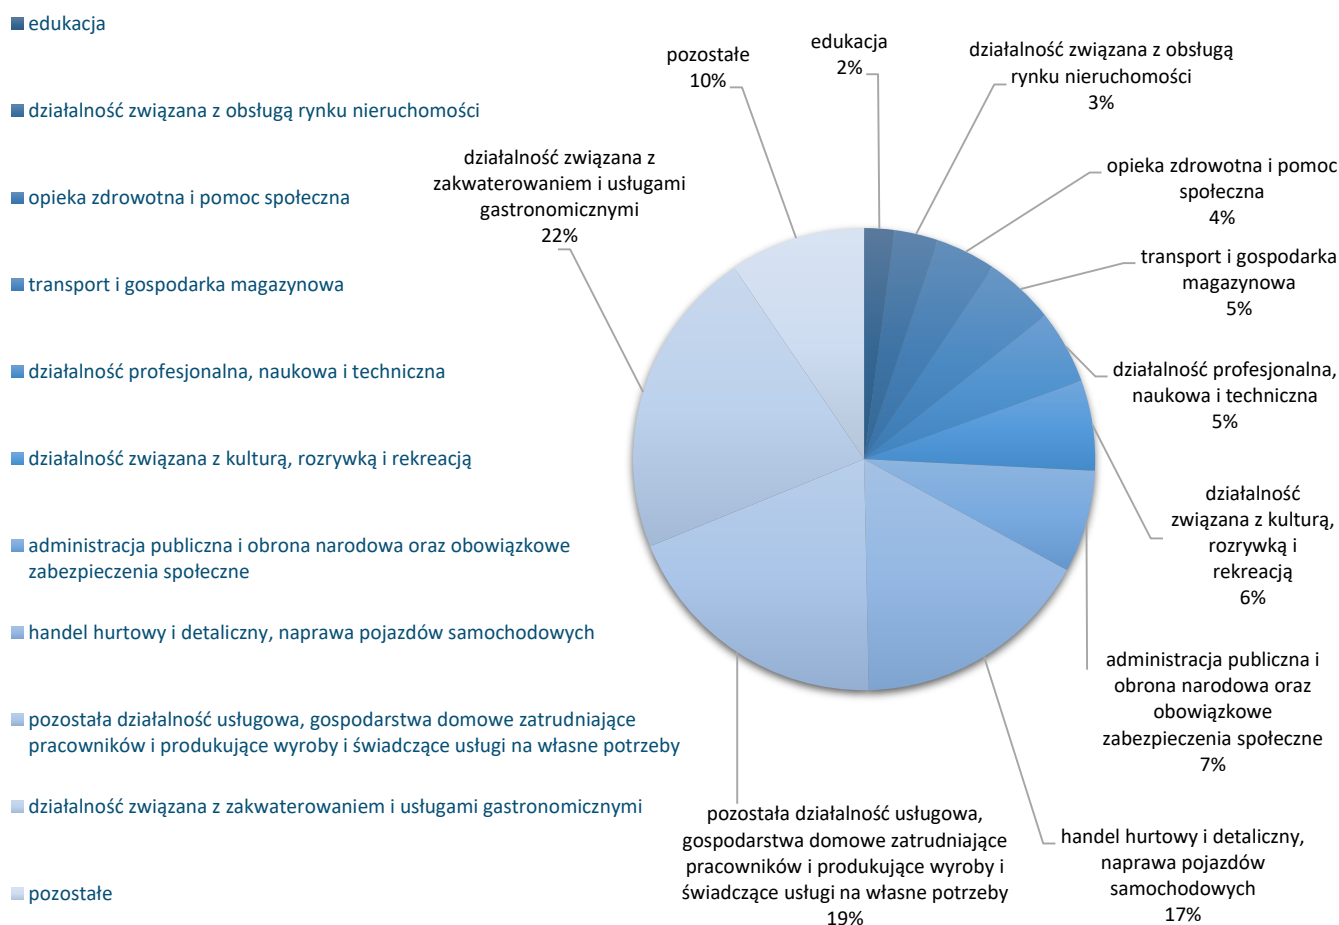 edukacja
działalność związana z obsługą rynku nieruchomości
opieka zdrowotna i pomoc społeczna
transport i gospodarka magazynowa
działalność profesjonalna, naukowa i techniczna
działalność związana z kulturą, rozrywką i rekreacją
administracja publiczna i obrona narodowa oraz obowiązkowe
zabezpieczenia społeczne
handel hurtowy i detaliczny, naprawa pojazdów samochodowych
pozostała działalność usługowa, gospodarstwa domowe zatrudniające
pracowników i produkujące wyroby i świadczące usługi na własne potrzeby
działalność związana z zakwaterowaniem i usługami gastronomicznymi
pozostałe
edukacja
2%
działalność związana z obsługą
rynku nieruchomości
3%
opieka zdrowotna i pomoc
społeczna
4%
transport i gospodarka
magazynowa
5%
działalność profesjonalna,
naukowa i techniczna
5%
działalność
związana z kulturą,
rozrywką i
rekreacją
6%
administracja publiczna i
obrona narodowa oraz
obowiązkowe
zabezpieczenia społeczne
7%
handel hurtowy i detaliczny,
naprawa pojazdów
samochodowych
17%
pozostała działalność usługowa,
gospodarstwa domowe zatrudniające
pracowników i produkujące wyroby i
świadczące usługi na własne potrzeby
19%
działalność związana z
zakwaterowaniem i usługami
gastronomicznymi
22%
pozostałe
10%